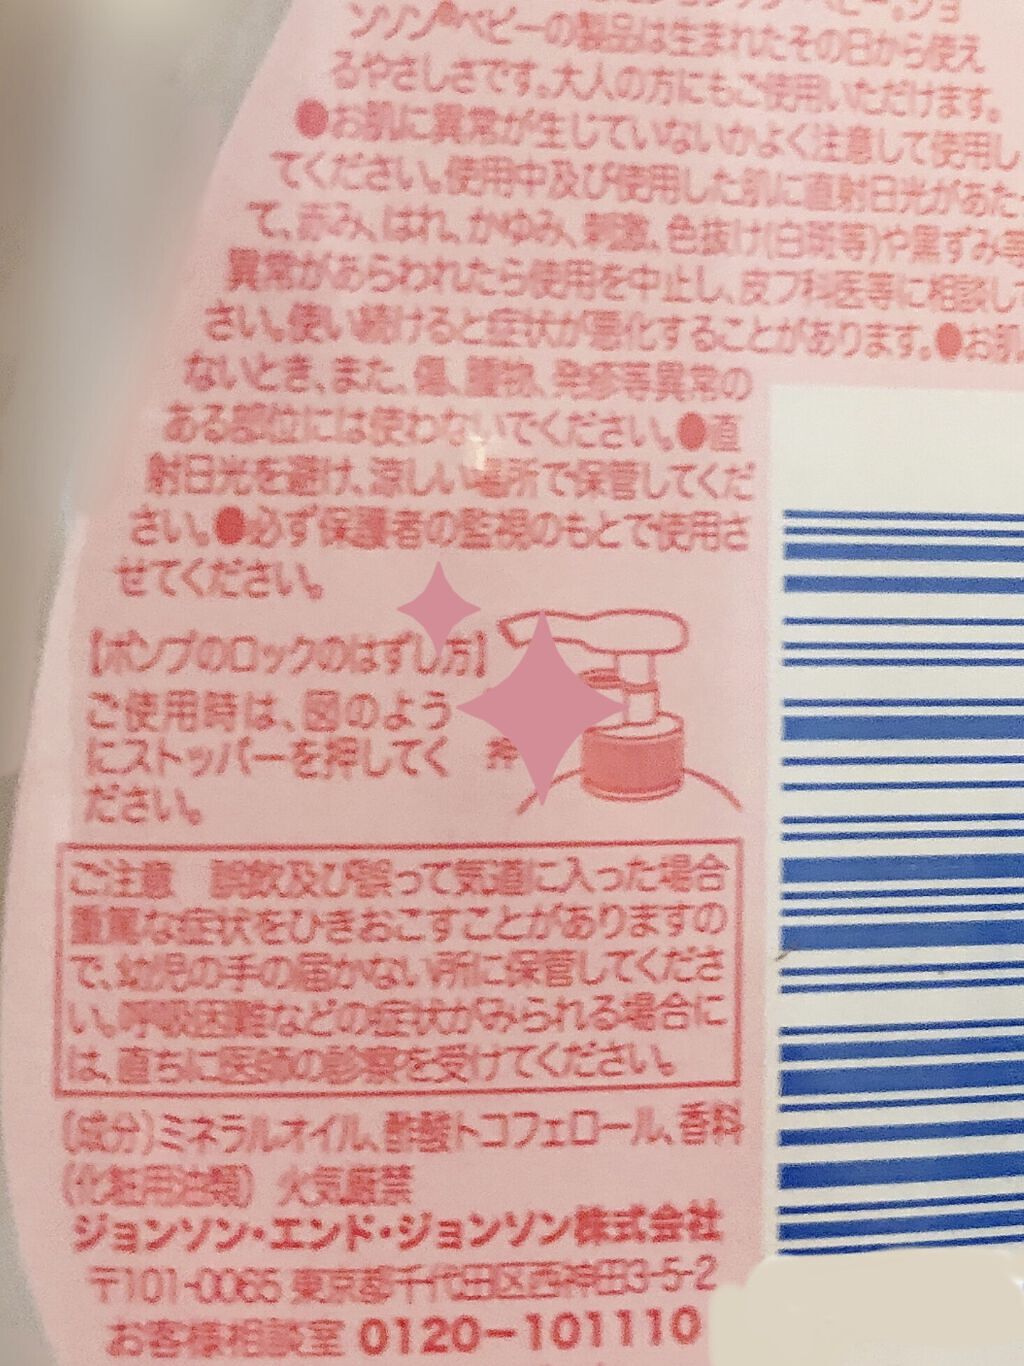 ンソン®ベビーの製品は生まれたその日から使え
るやさしさです。大人の方にもご使用いただけます。
●お肌に異常が生じていないかよく注意して使用し
てください。使用中及び使用した肌に直射日光があた
て、赤み、はれ、かゆみ、刺激、色抜け(白斑等)や黒ずみ等
異常があらわれたら使用を中止し、皮フ科医等に相談し
さい。使い続けると症状が悪化することがあります。●お肌
ないとき、また、傷、腫物、発疹等異常の
ある部位には使わないでください。●直
射日光を避け、涼しい場所で保管してくだ
さい。●必ず保護者の監視のもとで使用さ
せてください。
【ポンプのロックのはずし方】
ご使用時は、図のよう
にストッパーを押してく
ださい。
押
ご注意　誤飲及び誤って気道に入った場合
重篤な症状をひきおこすことがありますの
で、幼児の手の届かない所に保管してくださ
い。呼吸困難などの症状がみられる場合に
は、直ちに医師の診察を受けてください。
(成分)ミネラルオイル、酢酸トコフェロール、香料
(化粧用油類)　火気厳禁
ジョンソン・エンド・ジョンソン株式会社
〒101-0065 東京都千代田区西神田3-5-2
お客様相談室 0120-101110